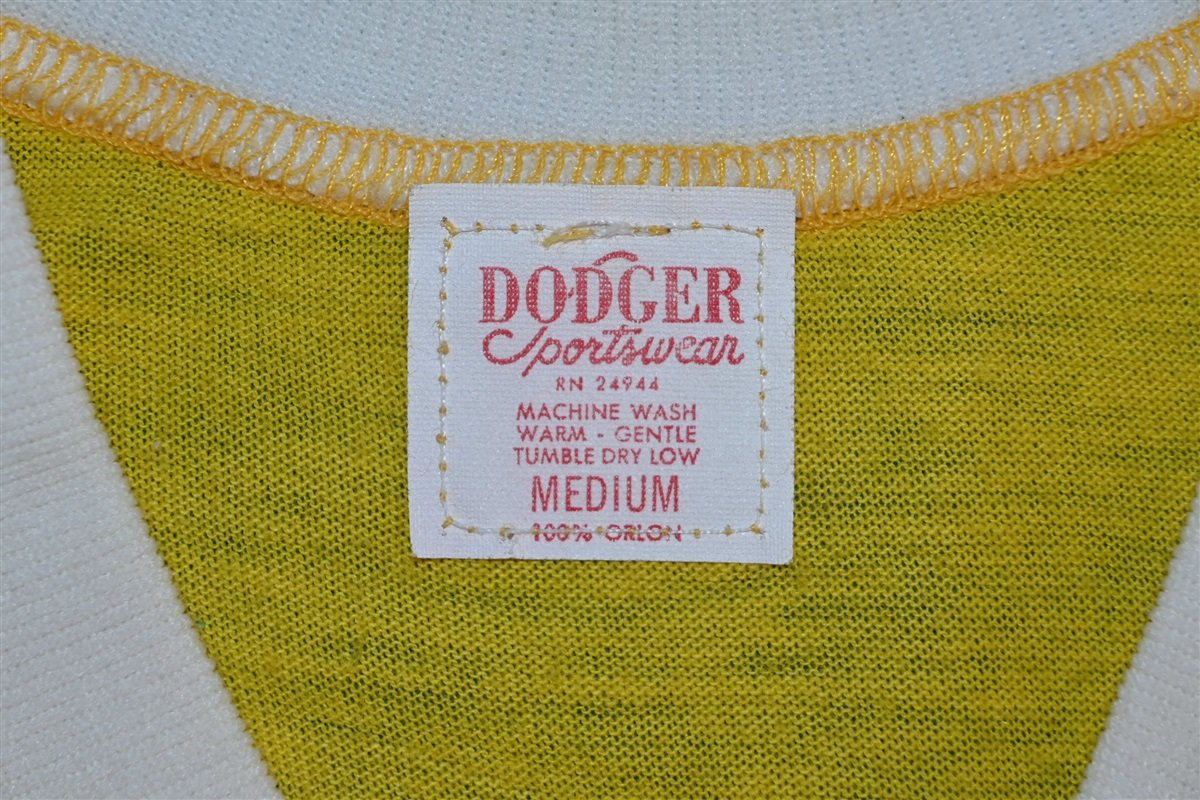 DODGER
Sportswear
RN 24944
MACHINE WASH
WARM - GENTLE
TUMBLE DRY LOW
MEDIUM
100% ORLON